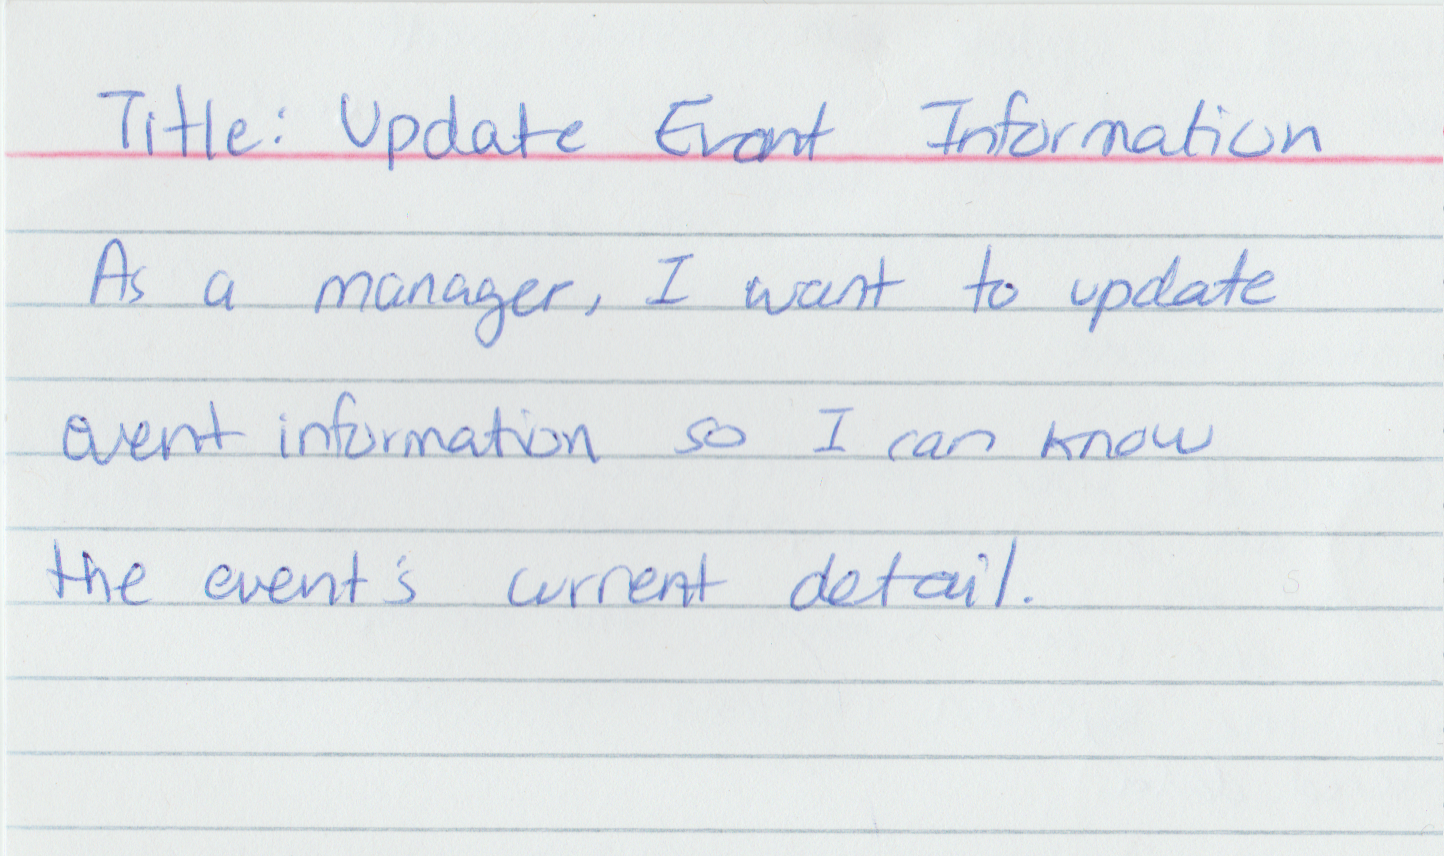 Title: Update Event Information
As a manager, I want to update
event information so I can know
the event's current detail.